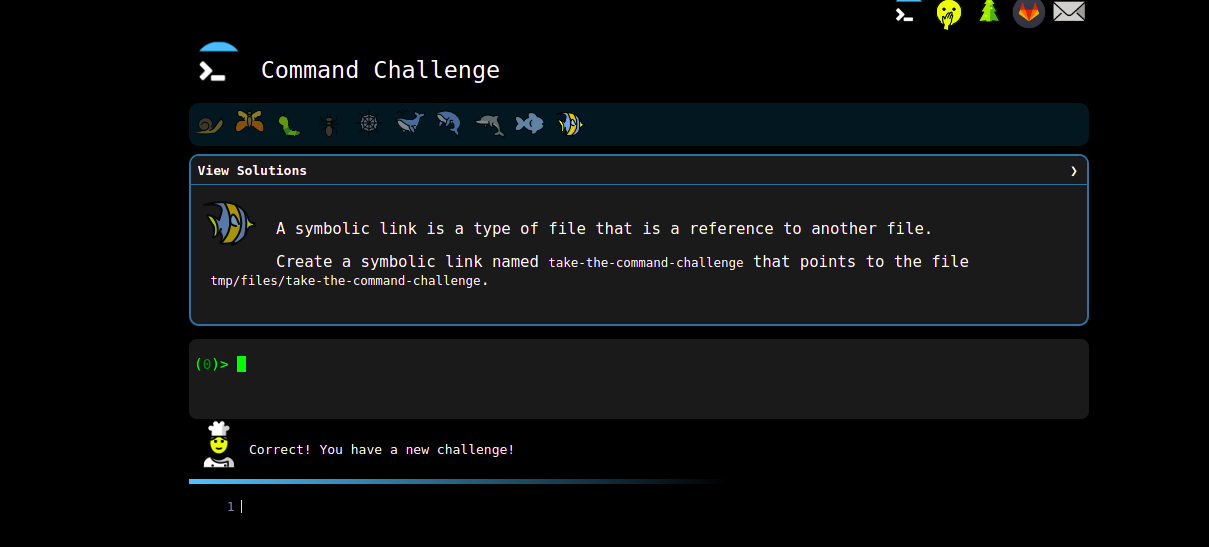 Command Challenge
View Solutions ❯
A symbolic link is a type of file that is a reference to another file.
Create a symbolic link named take-the-command-challenge that points to the file
tmp/files/take-the-command-challenge.
(0)>
Correct! You have a new challenge!
1